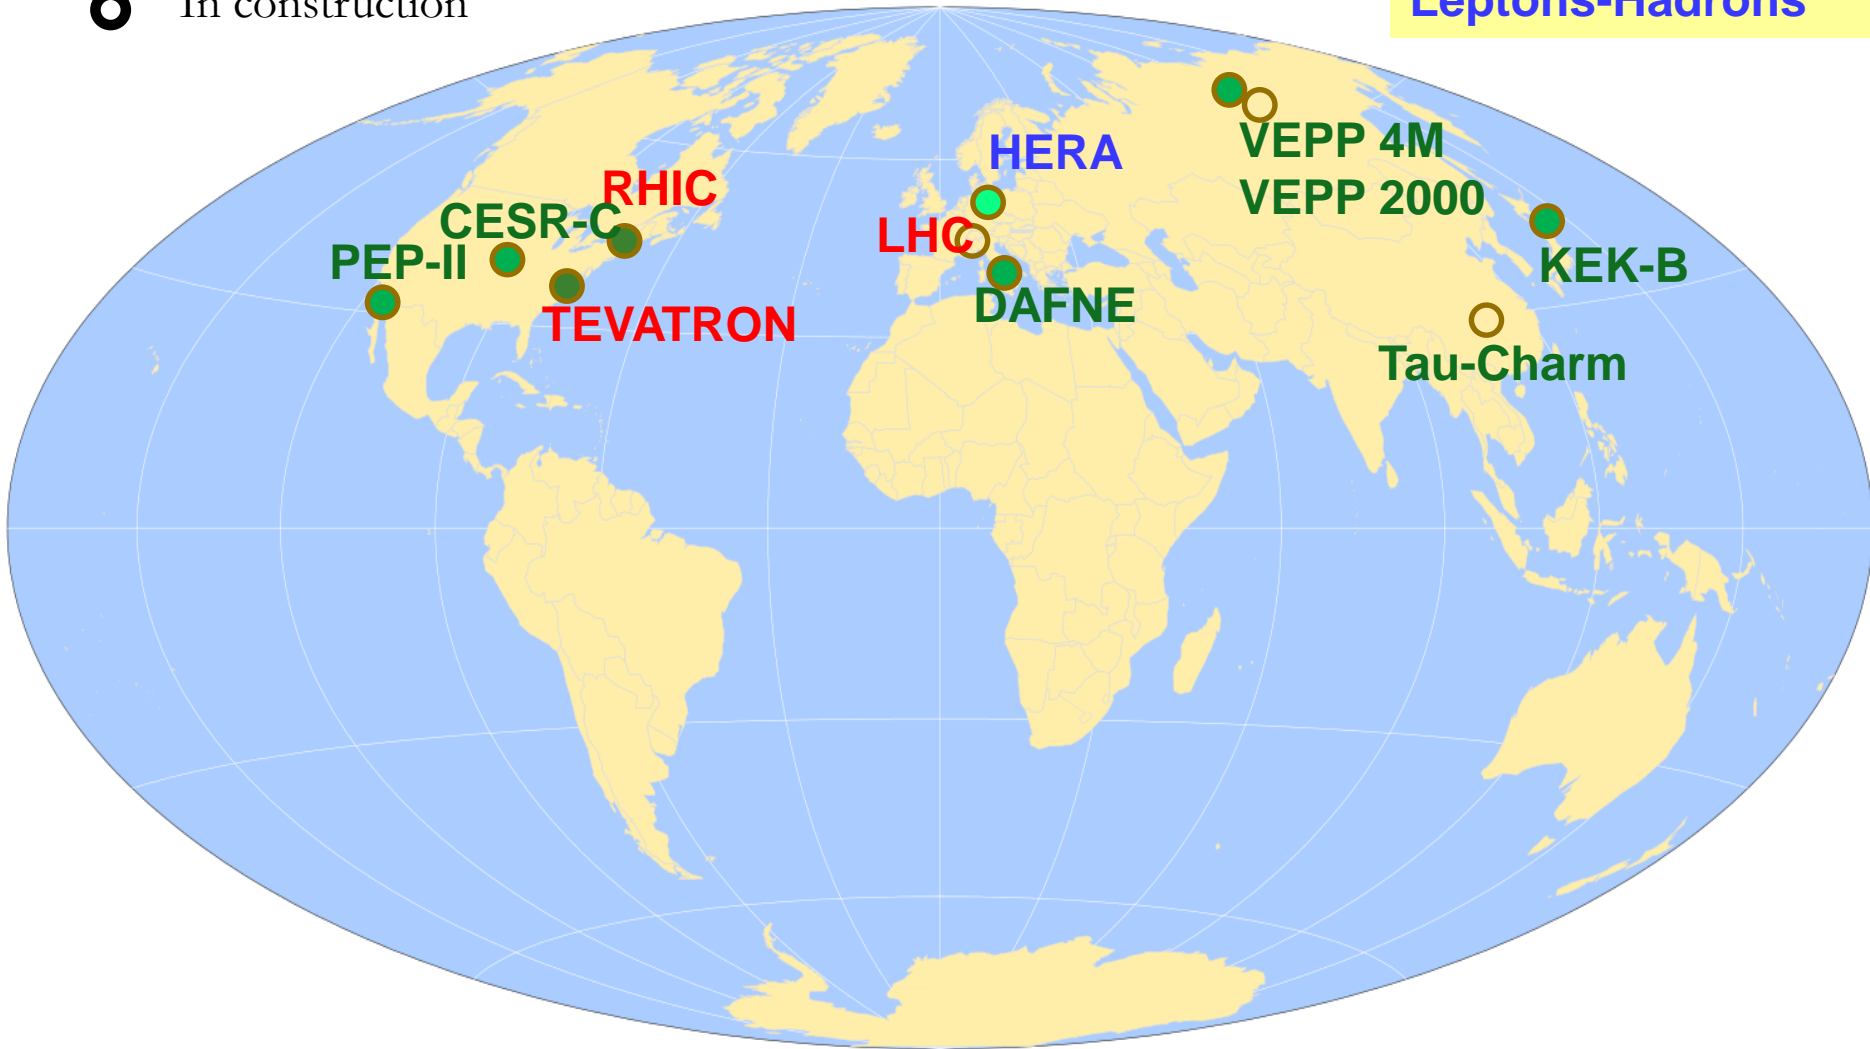 In construction
Leptons-Hadrons
HERA
VEPP 4M
VEPP 2000
RHIC
CESR-C
LHC
PEP-II
KEK-B
DAFNE
TEVATRON
Tau-Charm